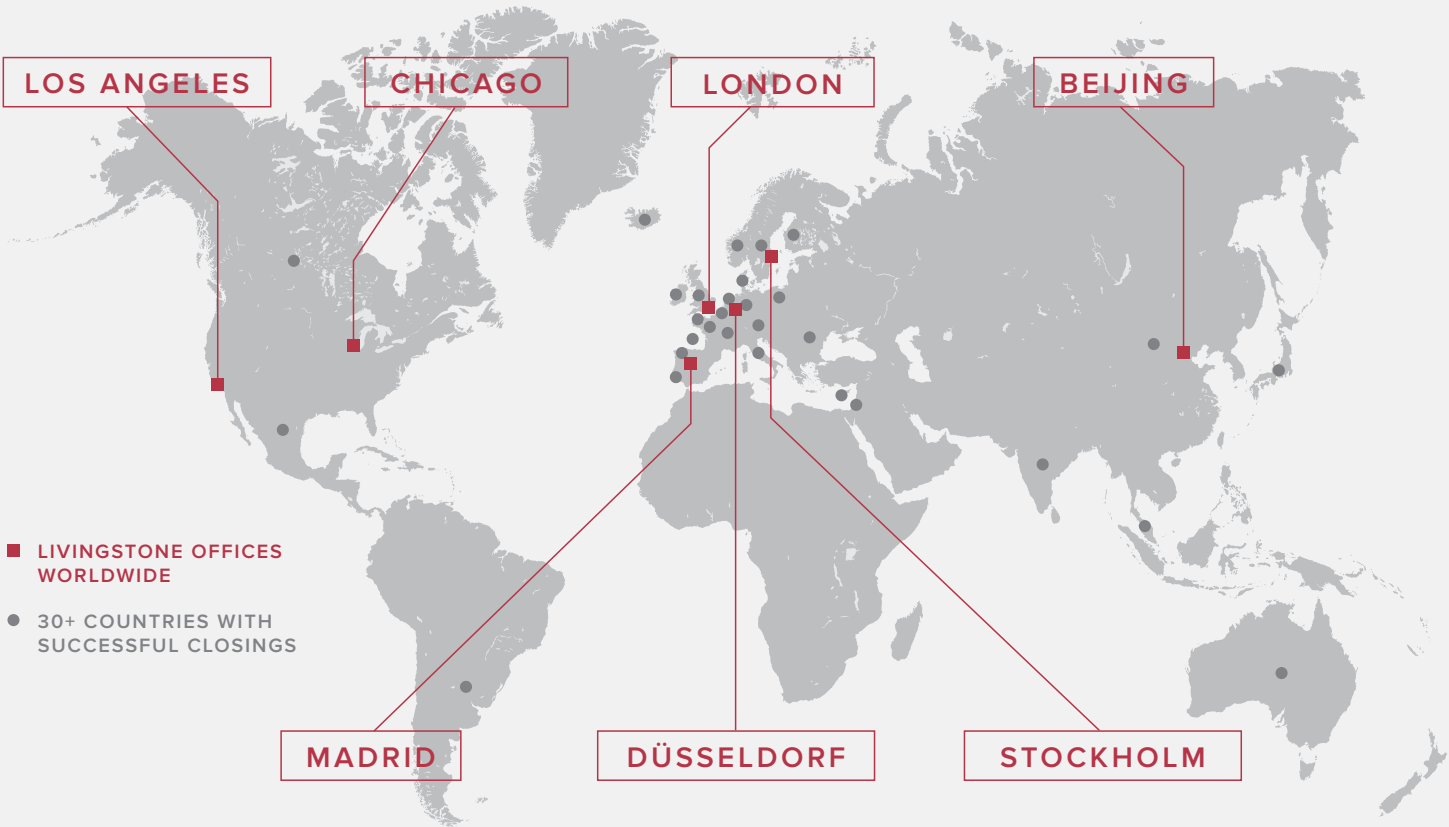 LOS ANGELES
CHICAGO
LONDON
BEIJING
LIVINGSTONE OFFICES
WORLDWIDE
30+ COUNTRIES WITH
SUCCESSFUL CLOSINGS
MADRID
DÜSSELDORF
STOCKHOLM